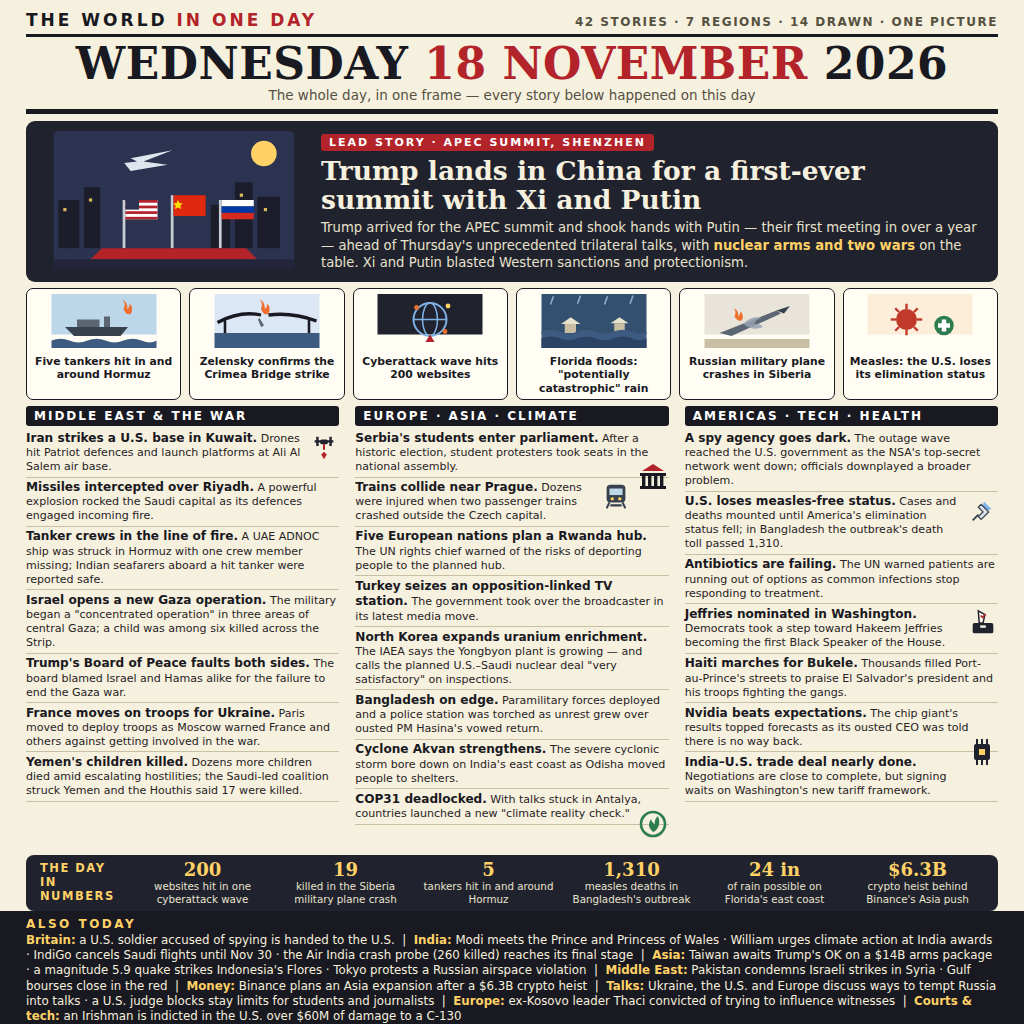 THE WORLD IN ONE DAY
42 STORIES · 7 REGIONS · 14 DRAWN · ONE PICTURE
WEDNESDAY 18 NOVEMBER 2026
The whole day, in one frame — every story below happened on this day
LEAD STORY · APEC SUMMIT, SHENZHEN
Trump lands in China for a first-ever
summit with Xi and Putin
Trump arrived for the APEC summit and shook hands with Putin — their first meeting in over a year
— ahead of Thursday's unprecedented trilateral talks, with nuclear arms and two wars on the
table. Xi and Putin blasted Western sanctions and protectionism.
Five tankers hit in and
around Hormuz
Zelensky confirms the
Crimea Bridge strike
Cyberattack wave hits
200 websites
Florida floods:
"potentially
catastrophic" rain
Russian military plane
crashes in Siberia
Measles: the U.S. loses
its elimination status
MIDDLE EAST & THE WAR
Iran strikes a U.S. base in Kuwait. Drones
hit Patriot defences and launch platforms at Ali Al
Salem air base.
Missiles intercepted over Riyadh. A powerful
explosion rocked the Saudi capital as its defences
engaged incoming fire.
Tanker crews in the line of fire. A UAE ADNOC
ship was struck in Hormuz with one crew member
missing; Indian seafarers aboard a hit tanker were
reported safe.
Israel opens a new Gaza operation. The military
began a "concentrated operation" in three areas of
central Gaza; a child was among six killed across the
Strip.
Trump's Board of Peace faults both sides. The
board blamed Israel and Hamas alike for the failure to
end the Gaza war.
France moves on troops for Ukraine. Paris
moved to deploy troops as Moscow warned France and
others against getting involved in the war.
Yemen's children killed. Dozens more children
died amid escalating hostilities; the Saudi-led coalition
struck Yemen and the Houthis said 17 were killed.
EUROPE · ASIA · CLIMATE
Serbia's students enter parliament. After a
historic election, student protesters took seats in the
national assembly.
Trains collide near Prague. Dozens
were injured when two passenger trains
crashed outside the Czech capital.
Five European nations plan a Rwanda hub.
The UN rights chief warned of the risks of deporting
people to the planned hub.
Turkey seizes an opposition-linked TV
station. The government took over the broadcaster in
its latest media move.
North Korea expands uranium enrichment.
The IAEA says the Yongbyon plant is growing — and
calls the planned U.S.–Saudi nuclear deal "very
satisfactory" on inspections.
Bangladesh on edge. Paramilitary forces deployed
and a police station was torched as unrest grew over
ousted PM Hasina's vowed return.
Cyclone Akvan strengthens. The severe cyclonic
storm bore down on India's east coast as Odisha moved
people to shelters.
COP31 deadlocked. With talks stuck in Antalya,
countries launched a new "climate reality check."
AMERICAS · TECH · HEALTH
A spy agency goes dark. The outage wave
reached the U.S. government as the NSA's top-secret
network went down; officials downplayed a broader
problem.
U.S. loses measles-free status. Cases and
deaths mounted until America's elimination
status fell; in Bangladesh the outbreak's death
toll passed 1,310.
Antibiotics are failing. The UN warned patients are
running out of options as common infections stop
responding to treatment.
Jeffries nominated in Washington.
Democrats took a step toward Hakeem Jeffries
becoming the first Black Speaker of the House.
Haiti marches for Bukele. Thousands filled Port-
au-Prince's streets to praise El Salvador's president and
his troops fighting the gangs.
Nvidia beats expectations. The chip giant's
results topped forecasts as its ousted CEO was told
there is no way back.
India–U.S. trade deal nearly done.
Negotiations are close to complete, but signing
waits on Washington's new tariff framework.
THE DAY
IN
NUMBERS
200
websites hit in one
cyberattack wave
19
killed in the Siberia
military plane crash
5
tankers hit in and around
Hormuz
1,310
measles deaths in
Bangladesh's outbreak
24 in
of rain possible on
Florida's east coast
$6.3B
crypto heist behind
Binance's Asia push
ALSO TODAY
Britain: a U.S. soldier accused of spying is handed to the U.S. | India: Modi meets the Prince and Princess of Wales · William urges climate action at India awards
· IndiGo cancels Saudi flights until Nov 30 · the Air India crash probe (260 killed) reaches its final stage | Asia: Taiwan awaits Trump's OK on a $14B arms package
· a magnitude 5.9 quake strikes Indonesia's Flores · Tokyo protests a Russian airspace violation | Middle East: Pakistan condemns Israeli strikes in Syria · Gulf
bourses close in the red | Money: Binance plans an Asia expansion after a $6.3B crypto heist | Talks: Ukraine, the U.S. and Europe discuss ways to tempt Russia
into talks · a U.S. judge blocks stay limits for students and journalists | Europe: ex-Kosovo leader Thaci convicted of trying to influence witnesses | Courts &
tech: an Irishman is indicted in the U.S. over $60M of damage to a C-130